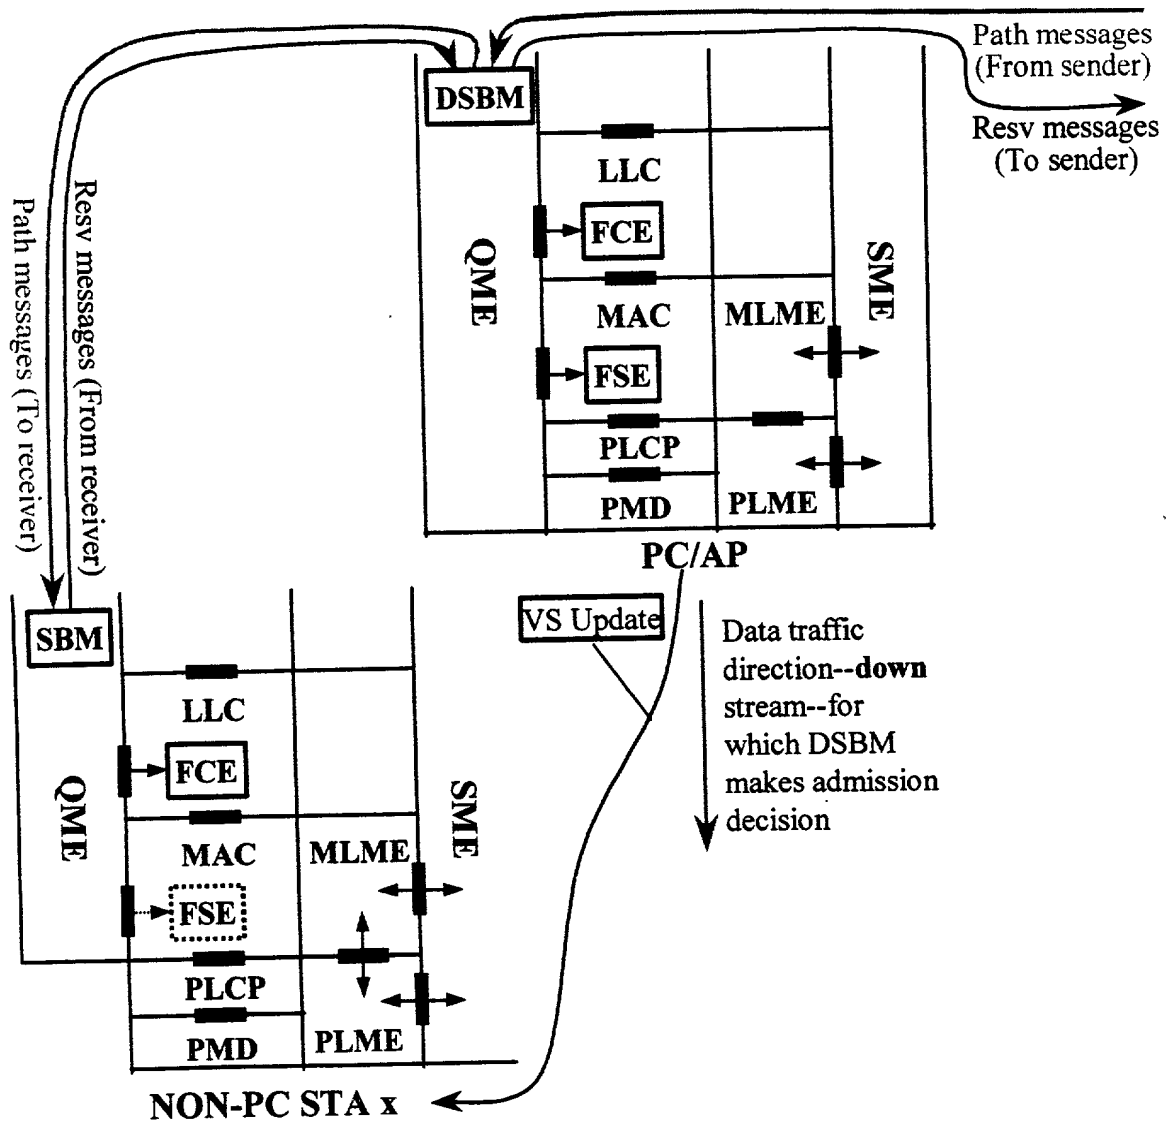 Path messages
(From sender)
Resv messages
(To sender)
DSBM
LLC
FCE
QME
SME
MAC
MLME
FSE
PLCP
PMD
PLME
PC/AP
Path messages (To receiver)
Resv messages (From receiver)
VS Update
Data traffic
direction--down
stream--for
which DSBM
makes admission
decision
SBM
LLC
FCE
QME
SME
MAC
MLME
FSE
PLCP
PMD
PLME
NON-PC STA x